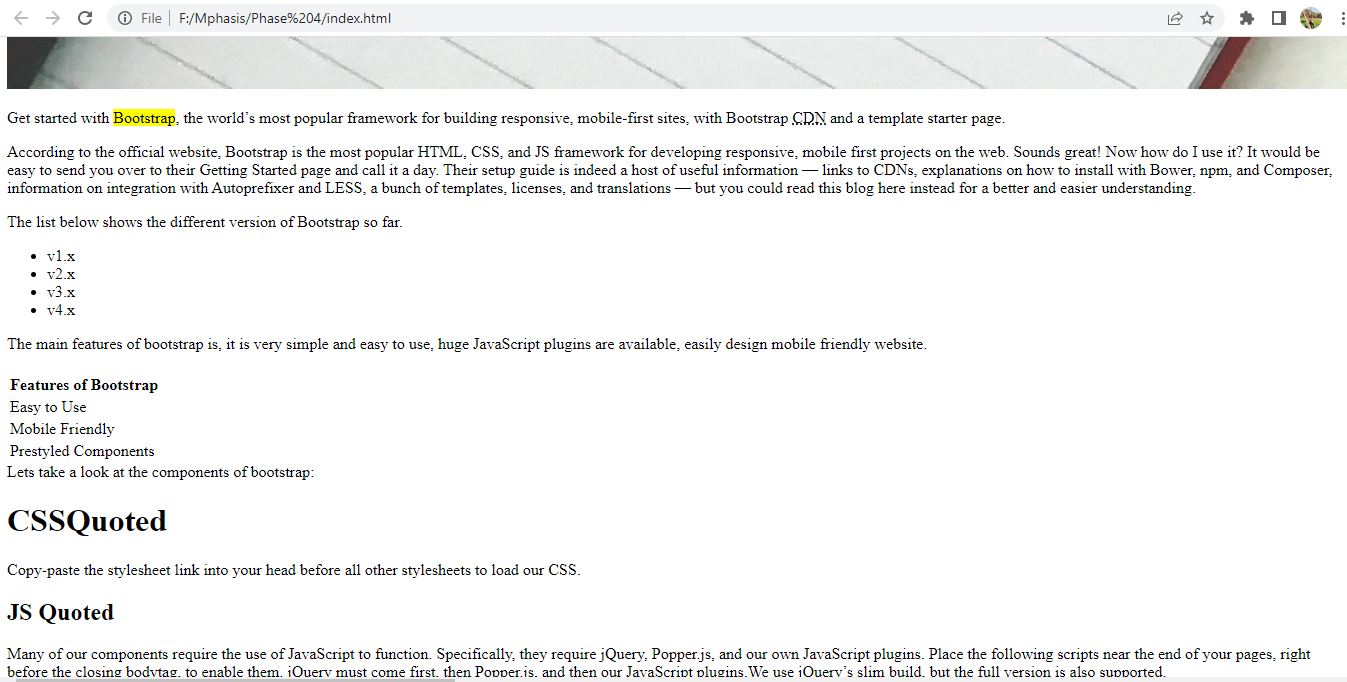 File | F:/Mphasis/Phase%204/index.html
Get started with Bootstrap, the world’s most popular framework for building responsive, mobile-first sites, with Bootstrap CDN and a template starter page.
According to the official website, Bootstrap is the most popular HTML, CSS, and JS framework for developing responsive, mobile first projects on the web. Sounds great! Now how do I use it? It would be
easy to send you over to their Getting Started page and call it a day. Their setup guide is indeed a host of useful information — links to CDNs, explanations on how to install with Bower, npm, and Composer,
information on integration with Autoprefixer and LESS, a bunch of templates, licenses, and translations — but you could read this blog here instead for a better and easier understanding.
The list below shows the different version of Bootstrap so far.
• v1.x
• v2.x
• v3.x
• v4.x
The main features of bootstrap is, it is very simple and easy to use, huge JavaScript plugins are available, easily design mobile friendly website.
Features of Bootstrap
Easy to Use
Mobile Friendly
Prestyled Components
Lets take a look at the components of bootstrap:
CSSQuoted
Copy-paste the stylesheet link into your head before all other stylesheets to load our CSS.
JS Quoted
Many of our components require the use of JavaScript to function. Specifically, they require jQuery, Popper.js, and our own JavaScript plugins. Place the following scripts near the end of your pages, right
before the closing bodytag, to enable them. jQuery must come first, then Popper.js, and then our JavaScript plugins.We use jQuery’s slim build, but the full version is also supported.